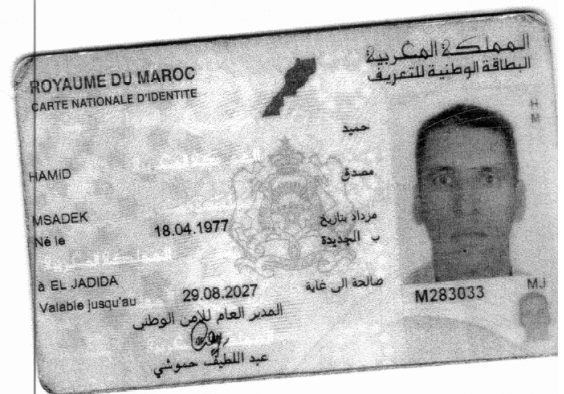 ROYAUME DU MAROC
CARTE NATIONALE D'IDENTITE
المملكة المغربية
البطاقة الوطنية للتعريف
حميد
HAMID
مصدق
MSADEK
Né le 18.04.1977 مزداد بتاريخ
ب الجديدة
à EL JADIDA
Valable jusqu'au 29.08.2027 صالحة الى غاية
المدير العام للأمن الوطني
عبد اللطيف حموشي
M283033
H
M
MJ